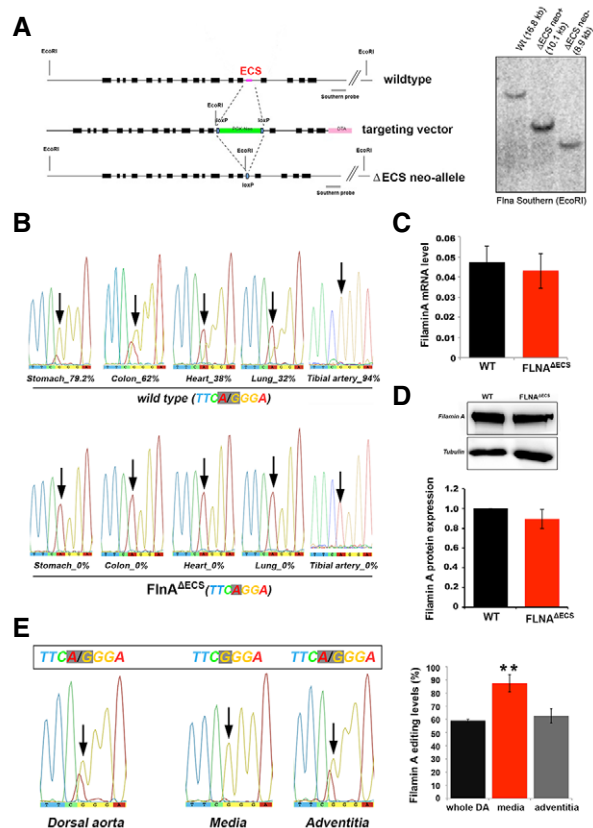 A
EcoRI
ECS
EcoRI
wildtype
Southern probe
EcoRI
loxP
loxP
PGK-Neo
DTA
targeting vector
EcoRI
EcoRI
loxP
ΔECS neo-allele
Southern probe
Wt (16.8 kb)
ΔECS neo+ (10.1 kb)
ΔECS neo- (8.9 kb)
Flna Southern (EcoRI)
B
Stomach_79.2% Colon_62% Heart_38% Lung_32% Tibial artery_94%
wild type (TTCA/GGGA)
Stomach_0% Colon_0% Heart_0% Lung_0% Tibial artery_0%
FlnAΔECS (TTCAGGA)
C
FilaminA mRNA level
0.06
0.05
0.04
0.03
0.02
0.01
0
WT FLNAΔECS
D
WT FLNAΔECS
Filamin A
Tubulin
Filamin A protein expression
1.2
1.0
0.8
0.6
0.4
0.2
0
WT FLNAΔECS
E
TTCA/GGGA TTCGGGA TTCA/GGGA
T T C G G G A T T C G G G A T T C G G G A
Dorsal aorta Media Adventitia
Filamin A editing levels (%)
100
90
80
70
60
50
40
30
20
10
0
**
whole DA media adventitia